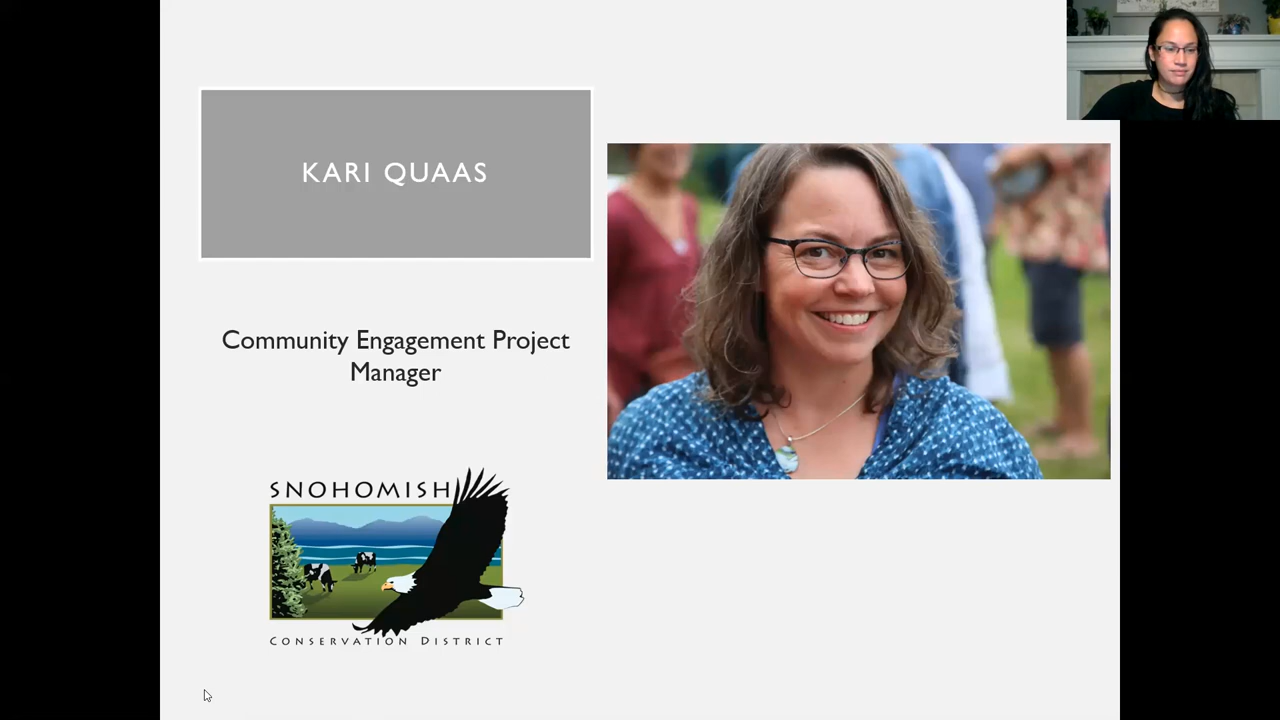 KARI QUAAS
Community Engagement Project
Manager
SNOHOMISH
CONSERVATION DISTRICT